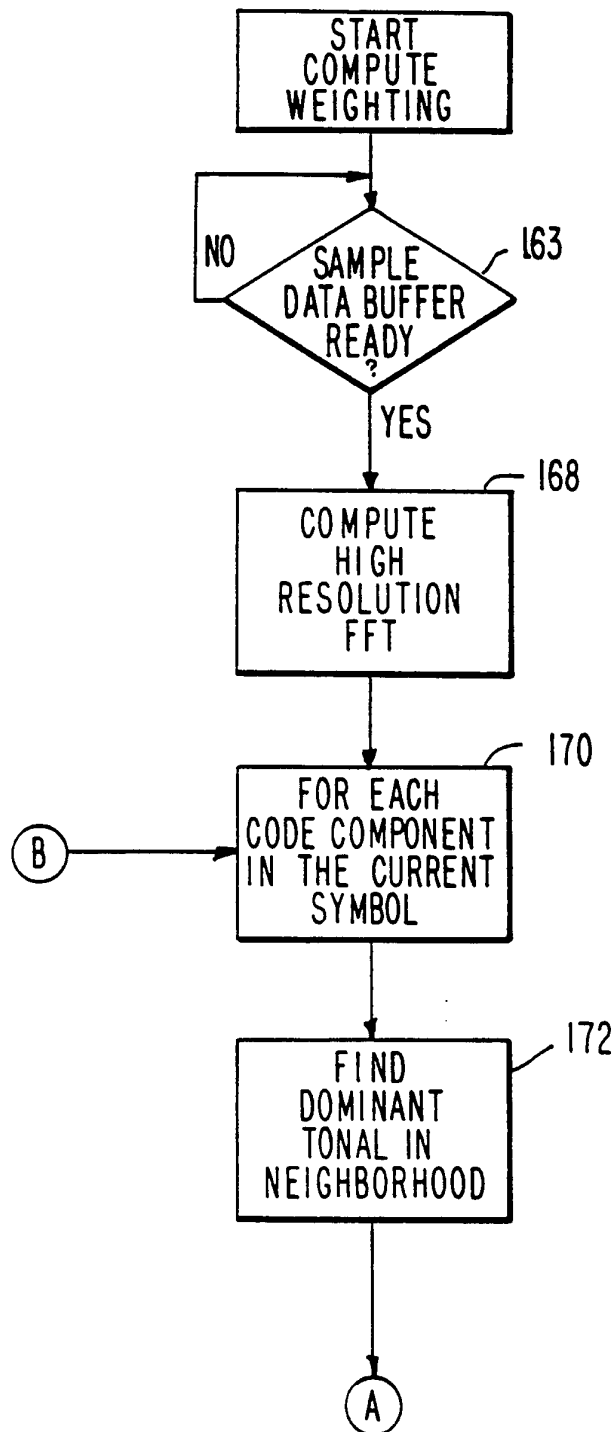 START
COMPUTE
WEIGHTING
NO
163
SAMPLE
DATA BUFFER
READY
?
YES
168
COMPUTE
HIGH
RESOLUTION
FFT
170
FOR EACH
CODE COMPONENT
IN THE CURRENT
SYMBOL
B
172
FIND
DOMINANT
TONAL IN
NEIGHBORHOOD
A